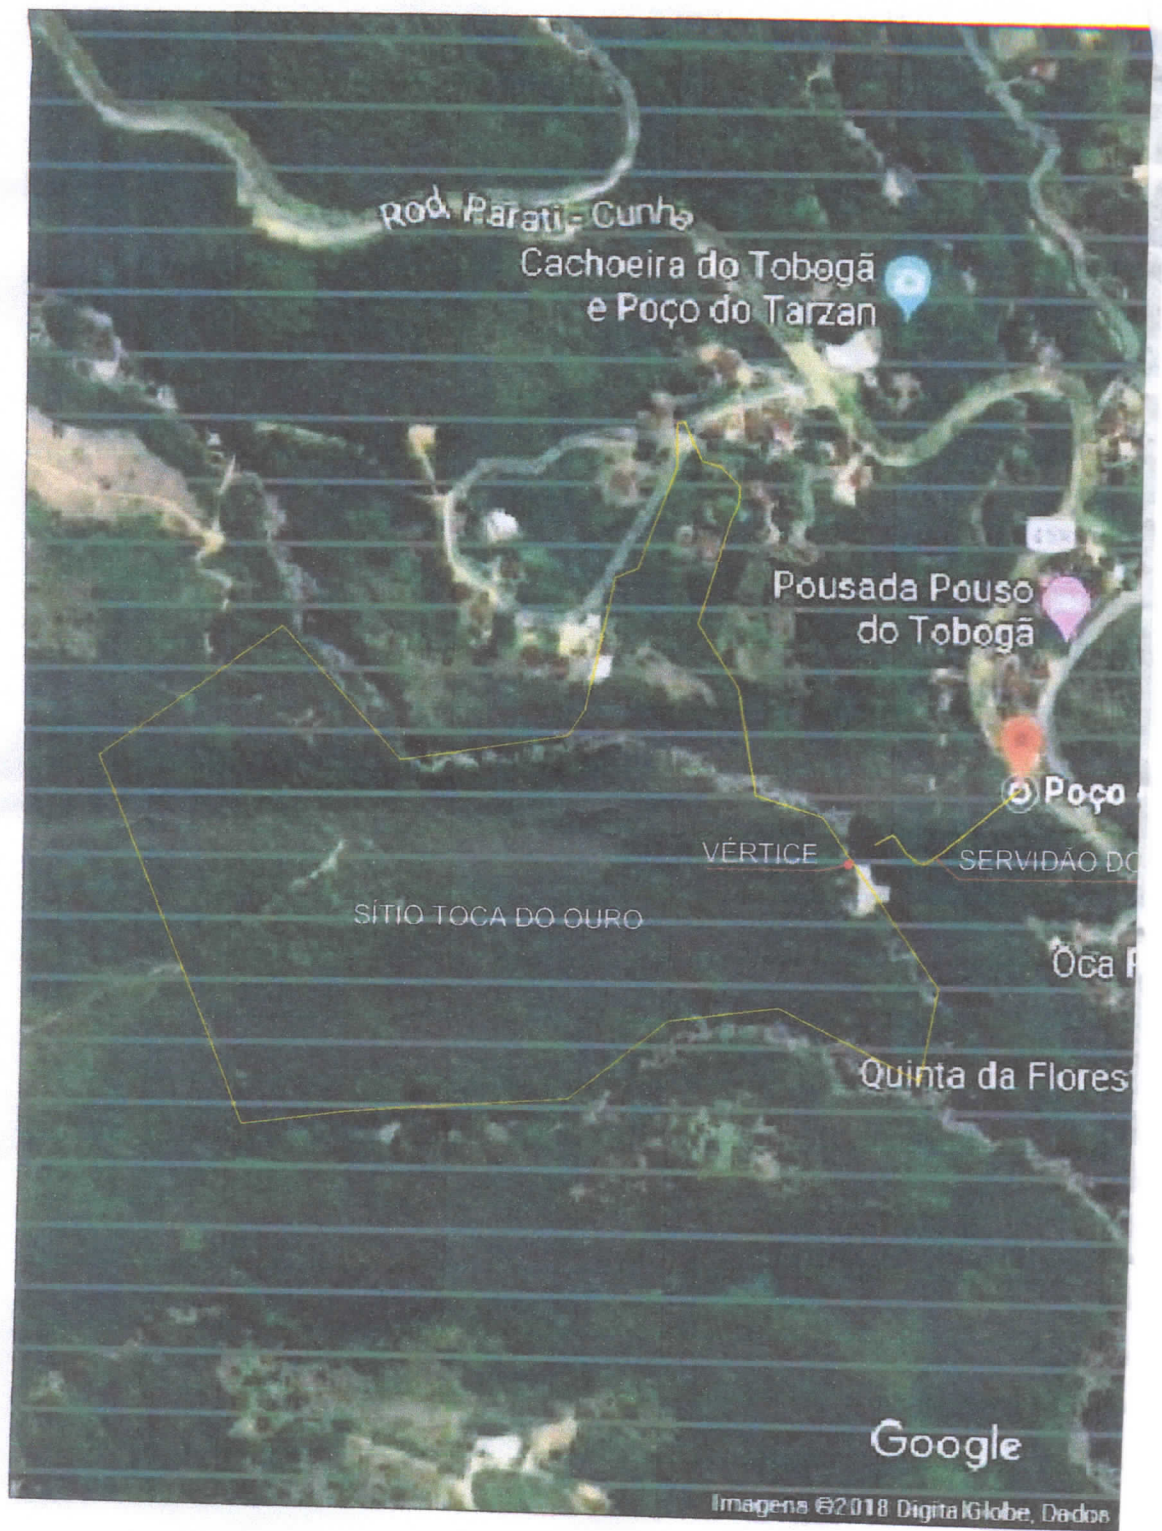 Rod. Parati - Cunha
Cachoeira do Tobogã
e Poço do Tarzan
Pousada Pouso
do Tobogã
Poço
VÉRTICE
SERVIDÃO DO
SÍTIO TOCA DO OURO
Oca
Quinta da Flores
Google
Imagens ©2018 DigitalGlobe, Dados